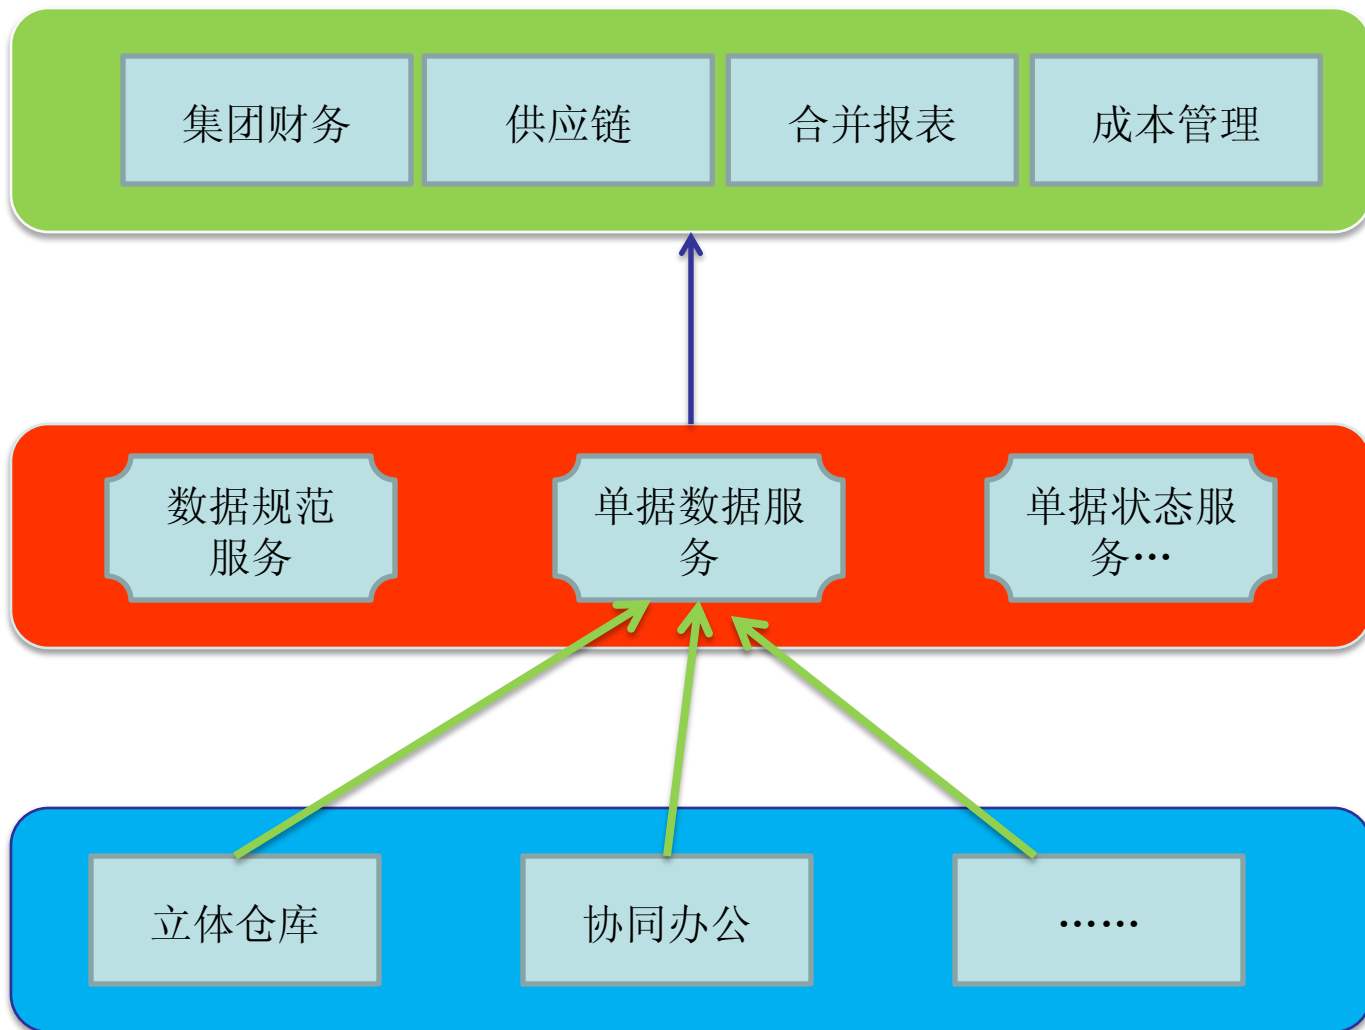 集团财务
供应链
合并报表
成本管理
数据规范
服务
单据数据服
务
单据状态服
务…
立体仓库
协同办公
……